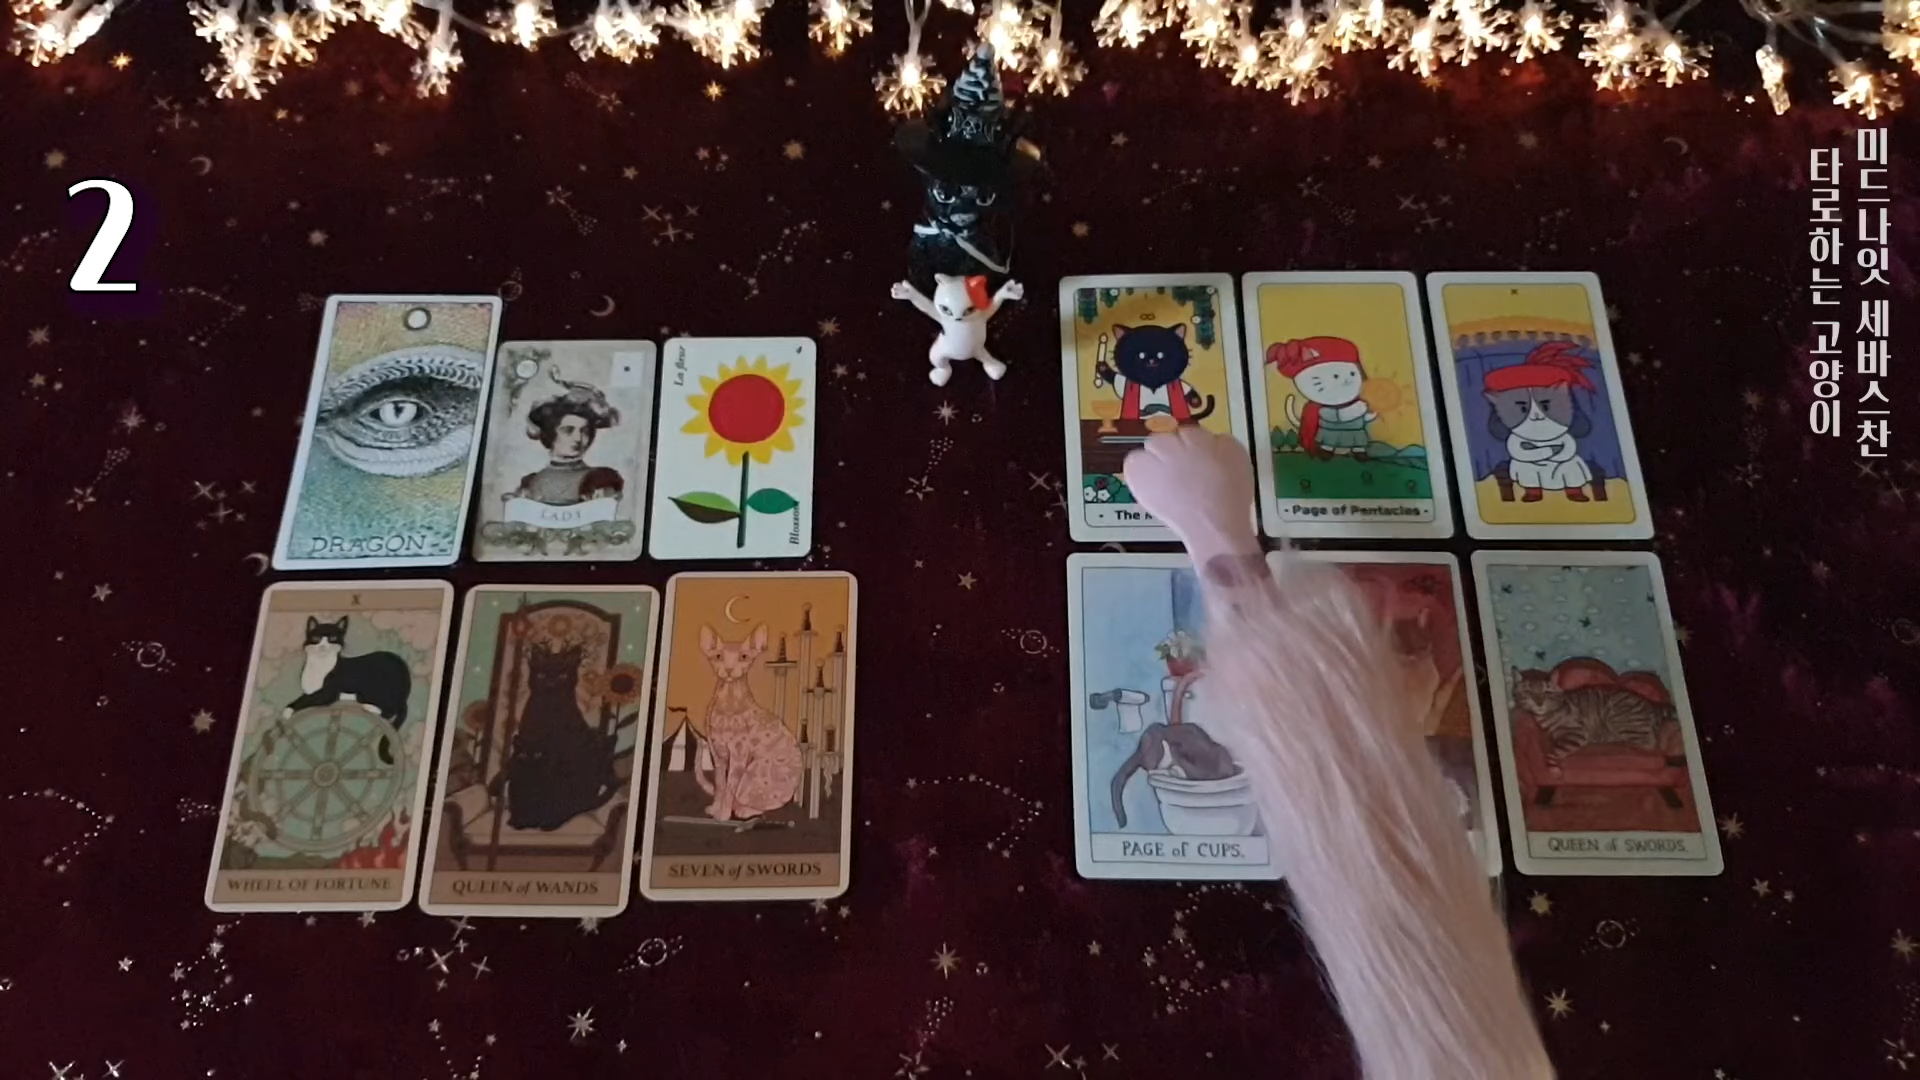 2
미드나잇 세바스찬
타로하는 고양이
DRAGON
LADY
La fleur
4
Blossom
The
Page of Pentacles
X
WHEEL OF FORTUNE
QUEEN of WANDS
SEVEN of SWORDS
PAGE of CUPS.
QUEEN of SWORDS.